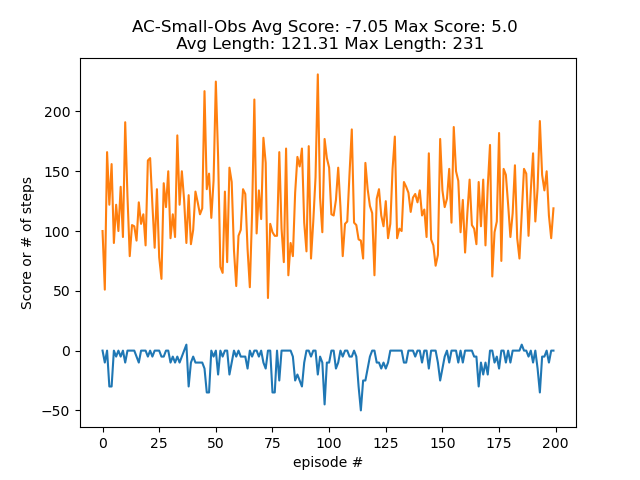 AC-Small-Obs Avg Score: -7.05 Max Score: 5.0
Avg Length: 121.31 Max Length: 231
Score or # of steps
200
150
100
50
0
−50
0 25 50 75 100 125 150 175 200
episode #